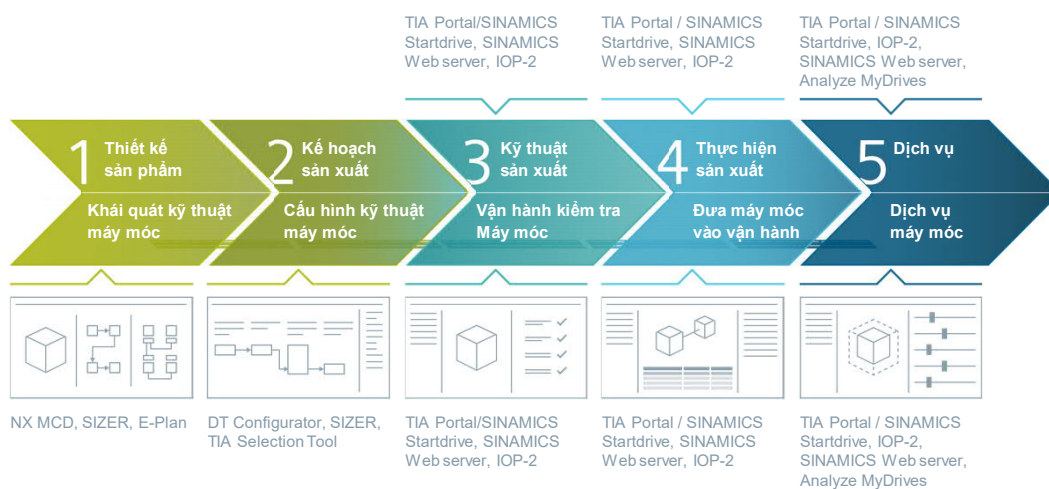 TIA Portal/SINAMICS
Startdrive, SINAMICS
Web server, IOP-2
TIA Portal / SINAMICS
Startdrive, SINAMICS
Web server, IOP-2
TIA Portal / SINAMICS
Startdrive, IOP-2,
SINAMICS Web server,
Analyze MyDrives
1
Thiết kế
sản phẩm
Khái quát kỹ thuật
máy móc
2
Kế hoạch
sản xuất
Cấu hình kỹ thuật
máy móc
3
Kỹ thuật
sản xuất
Vận hành kiểm tra
Máy móc
4
Thực hiện
sản xuất
Đưa máy móc
vào vận hành
5
Dịch vụ
Dịch vụ
máy móc
NX MCD, SIZER, E-Plan
DT Configurator, SIZER,
TIA Selection Tool
TIA Portal/SINAMICS
Startdrive, SINAMICS
Web server, IOP-2
TIA Portal / SINAMICS
Startdrive, SINAMICS
Web server, IOP-2
TIA Portal / SINAMICS
Startdrive, IOP-2,
SINAMICS Web server,
Analyze MyDrives